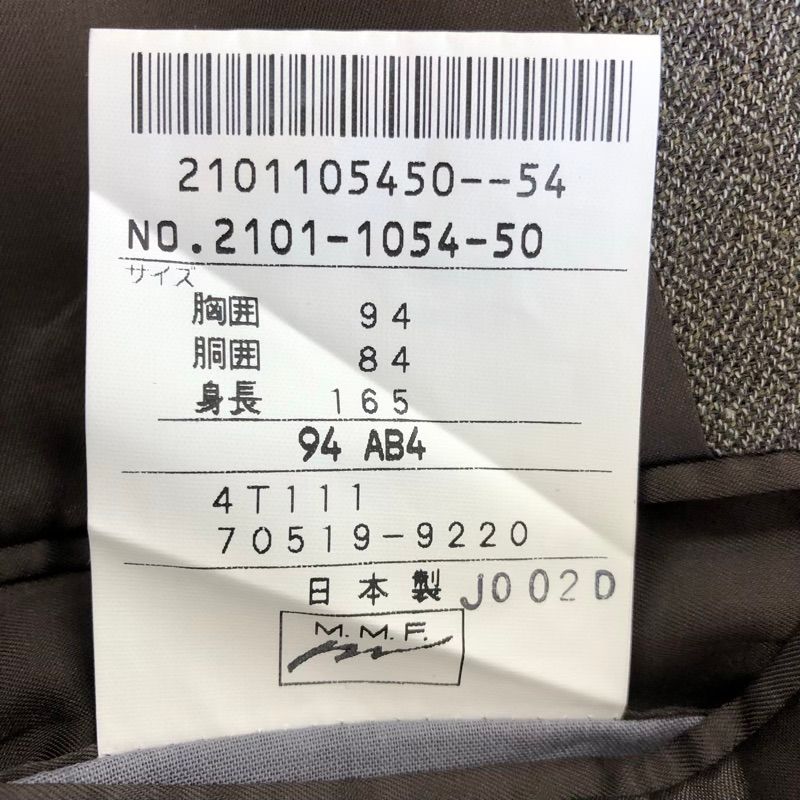 2101105450--54
NO.2101-1054-50
サイズ
胸囲 94
胴囲 84
身長 165
94 AB4
4T111
70519-9220
日本製 J002D
M.M.F.